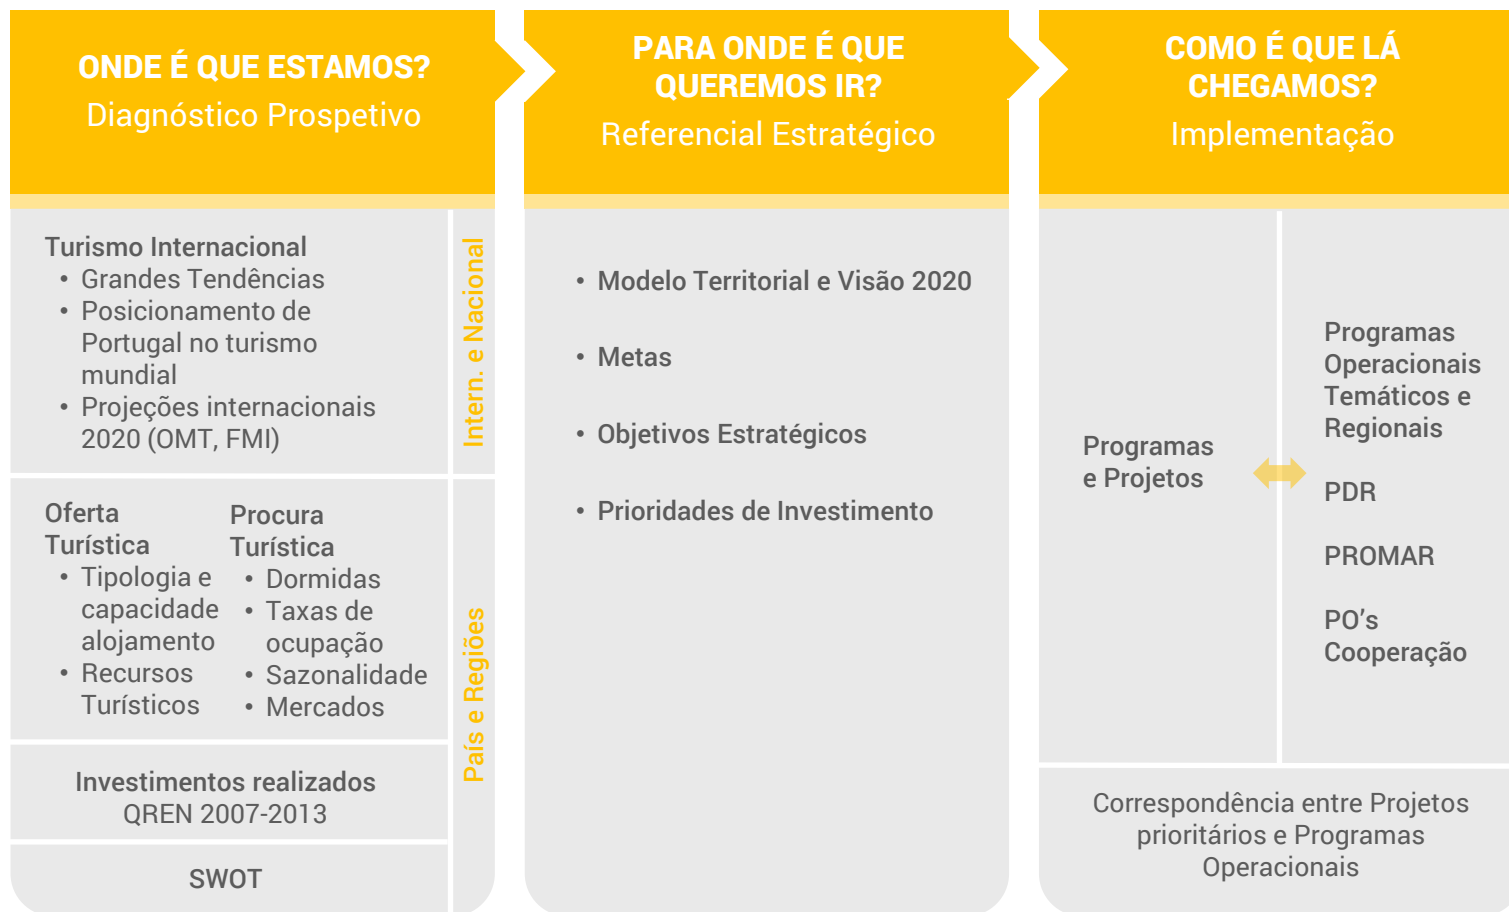 ONDE É QUE ESTAMOS?
Diagnóstico Prospetivo
Turismo Internacional
• Grandes Tendências
• Posicionamento de
Portugal no turismo
mundial
• Projeções internacionais
2020 (OMT, FMI)
Intern. e Nacional
Oferta
Turística
• Tipologia e
capacidade
alojamento
• Recursos
Turísticos
Procura
Turística
• Dormidas
• Taxas de
ocupação
• Sazonalidade
• Mercados
País e Regiões
Investimentos realizados
QREN 2007-2013
SWOT
PARA ONDE É QUE
QUEREMOS IR?
Referencial Estratégico
• Modelo Territorial e Visão 2020
• Metas
• Objetivos Estratégicos
• Prioridades de Investimento
COMO É QUE LÁ
CHEGAMOS?
Implementação
Programas
e Projetos
Programas
Operacionais
Temáticos e
Regionais
PDR
PROMAR
PO’s
Cooperação
Correspondência entre Projetos
prioritários e Programas
Operacionais